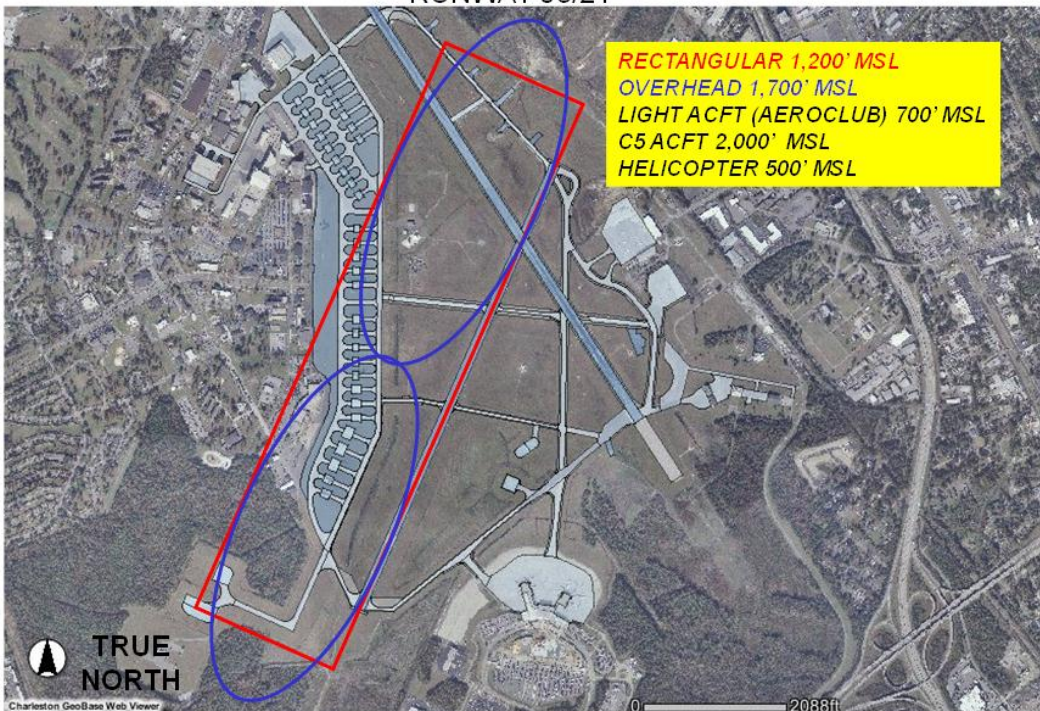 RUNWAY 03/21
RECTANGULAR 1,200' MSL
OVERHEAD 1,700' MSL
LIGHT ACFT (AEROCLUB) 700' MSL
C5 ACFT 2,000' MSL
HELICOPTER 500' MSL
TRUE
NORTH
Charleston GeoBase Web Viewer
0 2088ft